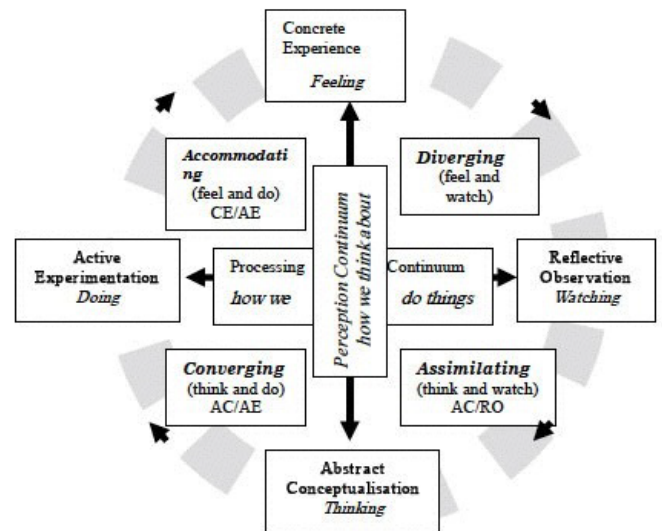 Concrete
Experience
Feeling
Accommodati
ng
(feel and do)
CE/AE
Diverging
(feel and
watch)
Active
Experimentation
Doing
Processing
how we
Perception Continuum
how we think about
Continuum
do things
Reflective
Observation
Watching
Converging
(think and do)
AC/AE
Assimilating
(think and watch)
AC/RO
Abstract
Conceptualisation
Thinking